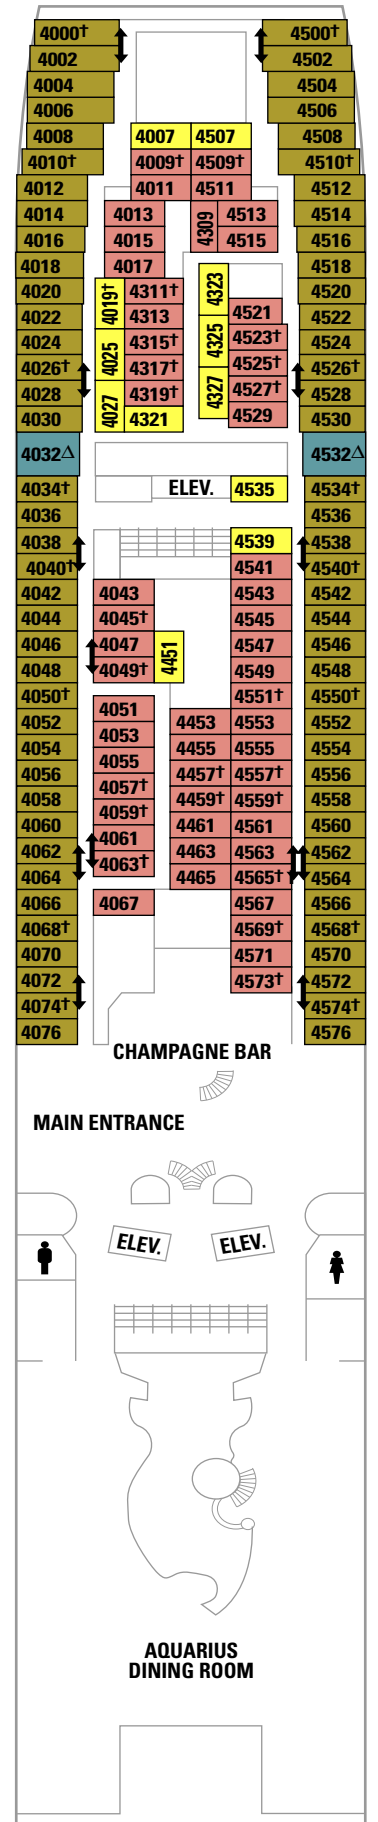 4000† 4500†
4002 4502
4004 4504
4006 4506
4008 4007 4507 4508
4010† 4009† 4509† 4510†
4012 4011 4511 4512
4014 4013 4309 4513 4514
4016 4015 4515 4516
4018 4017 4518
4020 4019† 4311† 4323 4520
4022 4313 4521 4522
4024 4025 4315† 4325 4523† 4524
4026† 4317† 4525† 4526†
4028 4027 4319† 4327 4527† 4528
4030 4321 4529 4530
4032△ 4532△
4034† ELEV. 4535 4534†
4036 4536
4038 4539 4538
4040† 4541 4540†
4042 4043 4543 4542
4044 4045† 4545 4544
4046 4047 4451 4547 4546
4048 4049† 4549 4548
4050† 4551† 4550†
4052 4051 4453 4553 4552
4054 4053 4455 4555 4554
4056 4055 4457† 4557† 4556
4058 4057† 4459† 4559† 4558
4060 4059† 4461 4561 4560
4062 4061 4463 4563 4562
4064 4063† 4465 4565† 4564
4066 4067 4567 4566
4068† 4569† 4568†
4070 4571 4570
4072 4573† 4572
4074† 4574†
4076 4576
CHAMPAGNE BAR
MAIN ENTRANCE
ELEV. ELEV.
AQUARIUS
DINING ROOM